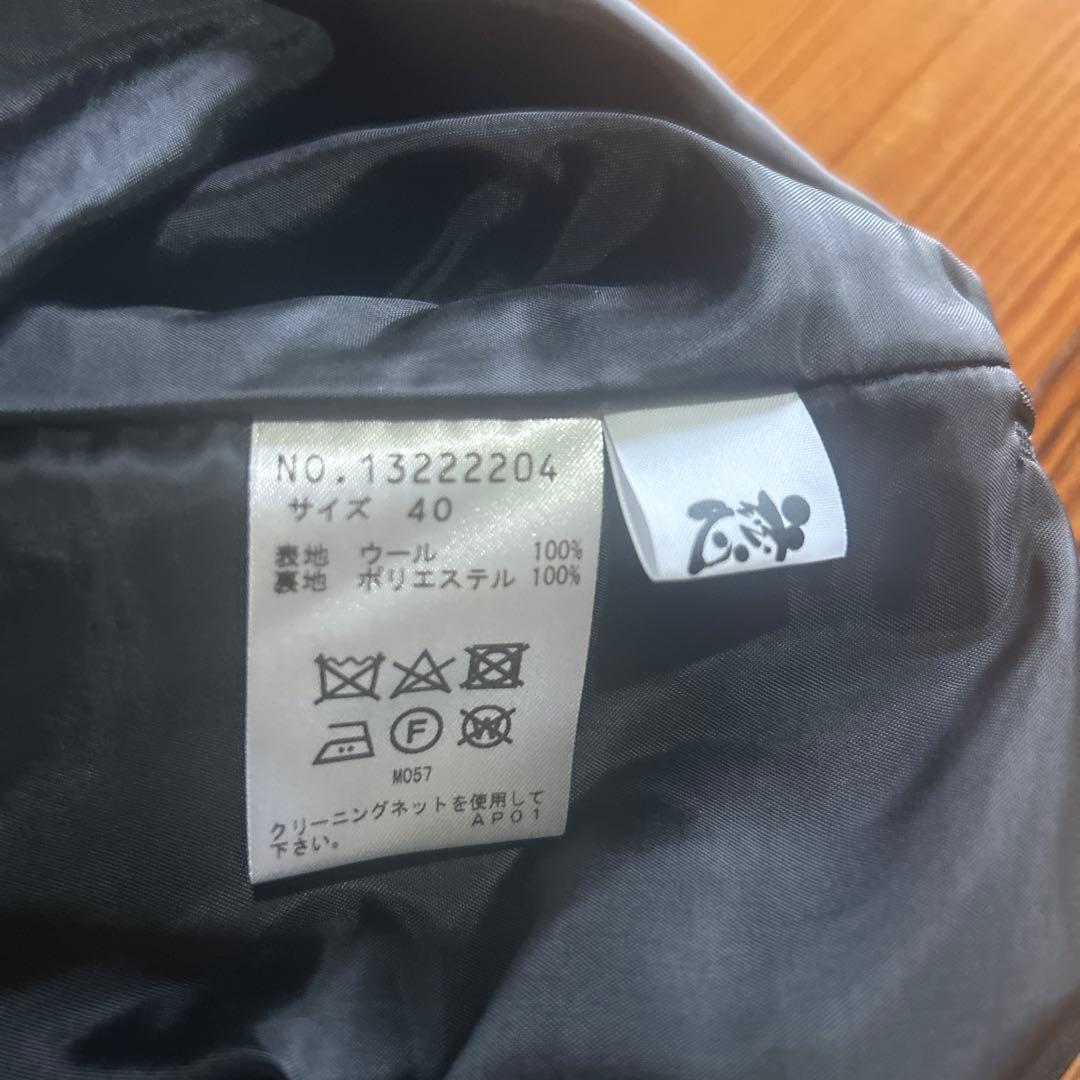 NO.13222204
サイズ 40
表地 ウール 100%
裏地 ポリエステル 100%
F
W
M057
クリーニングネットを使用して
下さい。
AP01